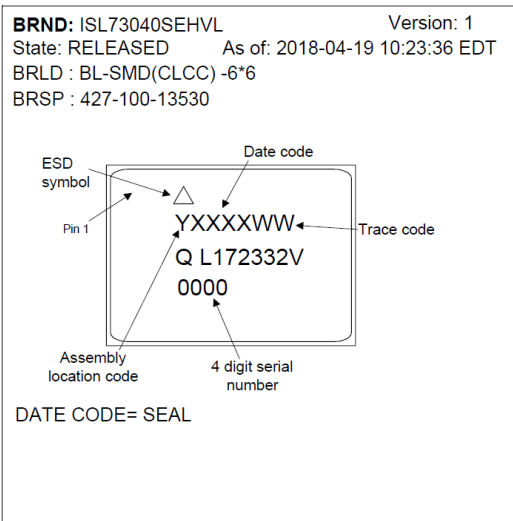 BRND: ISL73040SEHVL Version: 1
State: RELEASED As of: 2018-04-19 10:23:36 EDT
BRLD : BL-SMD(CLCC) -6*6
BRSP : 427-100-13530
Date code
ESD
symbol
Pin 1
YXXXXWW
Trace code
Q L172332V
0000
Assembly
location code
4 digit serial
number
DATE CODE= SEAL